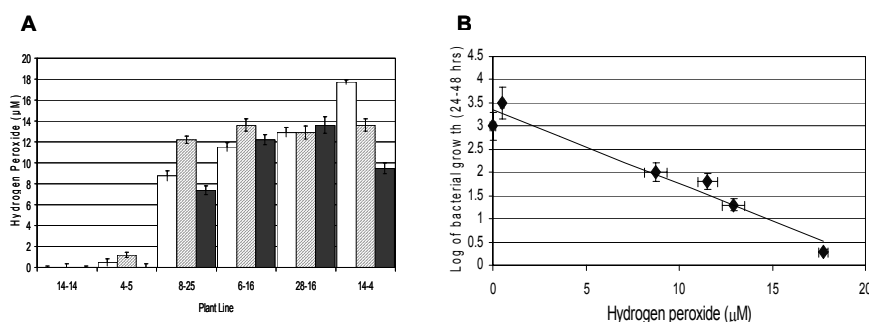 A
Hydrogen Peroxide (µM)
20
18
16
14
12
10
8
6
4
2
0
14-14 4-5 8-25 6-16 28-16 14-4
Plant Line
B
Log of bacterial grow th (24-48 hrs)
4.5
4
3.5
3
2.5
2
1.5
1
0.5
0
0 5 10 15 20
Hydrogen peroxide (µM)